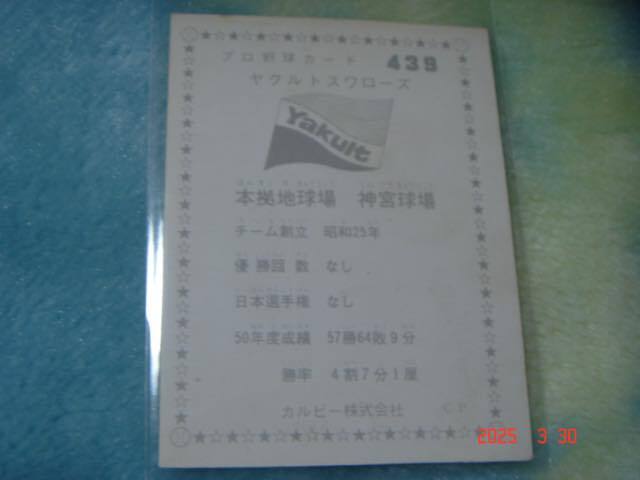 プロ野球カード 439
ヤクルトスワローズ
Yakult
本拠地球場 神宮球場
チーム創立 昭和25年
優勝回数 なし
日本選手権 なし
50年度成績 57勝64敗9分
勝率 4割7分1厘
カルビー株式会社
2025 3 30